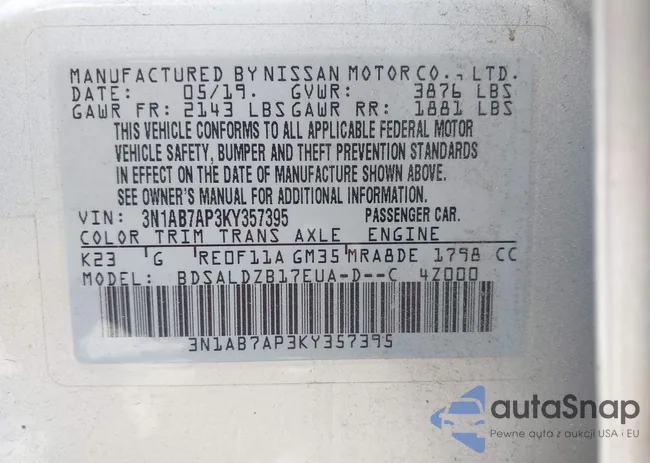 MANUFACTURED BY NISSAN MOTOR CO., LTD.
DATE: 05/19. GVWR: 3876 LBS
GAWR FR: 2143 LBS GAWR RR: 1881 LBS
THIS VEHICLE CONFORMS TO ALL APPLICABLE FEDERAL MOTOR
VEHICLE SAFETY, BUMPER AND THEFT PREVENTION STANDARDS
IN EFFECT ON THE DATE OF MANUFACTURE SHOWN ABOVE.
SEE OWNER'S MANUAL FOR ADDITIONAL INFORMATION.
VIN: 3N1AB7AP3KY357395 PASSENGER CAR.
COLOR TRIM TRANS AXLE ENGINE
K23 G RE0F11A GM35 MRA8DE 1798 CC
MODEL: BDSALDZB17EUA-D--C 4Z000
3N1AB7AP3KY357395
autaSnap
Pewne auta z aukcji USA i EU